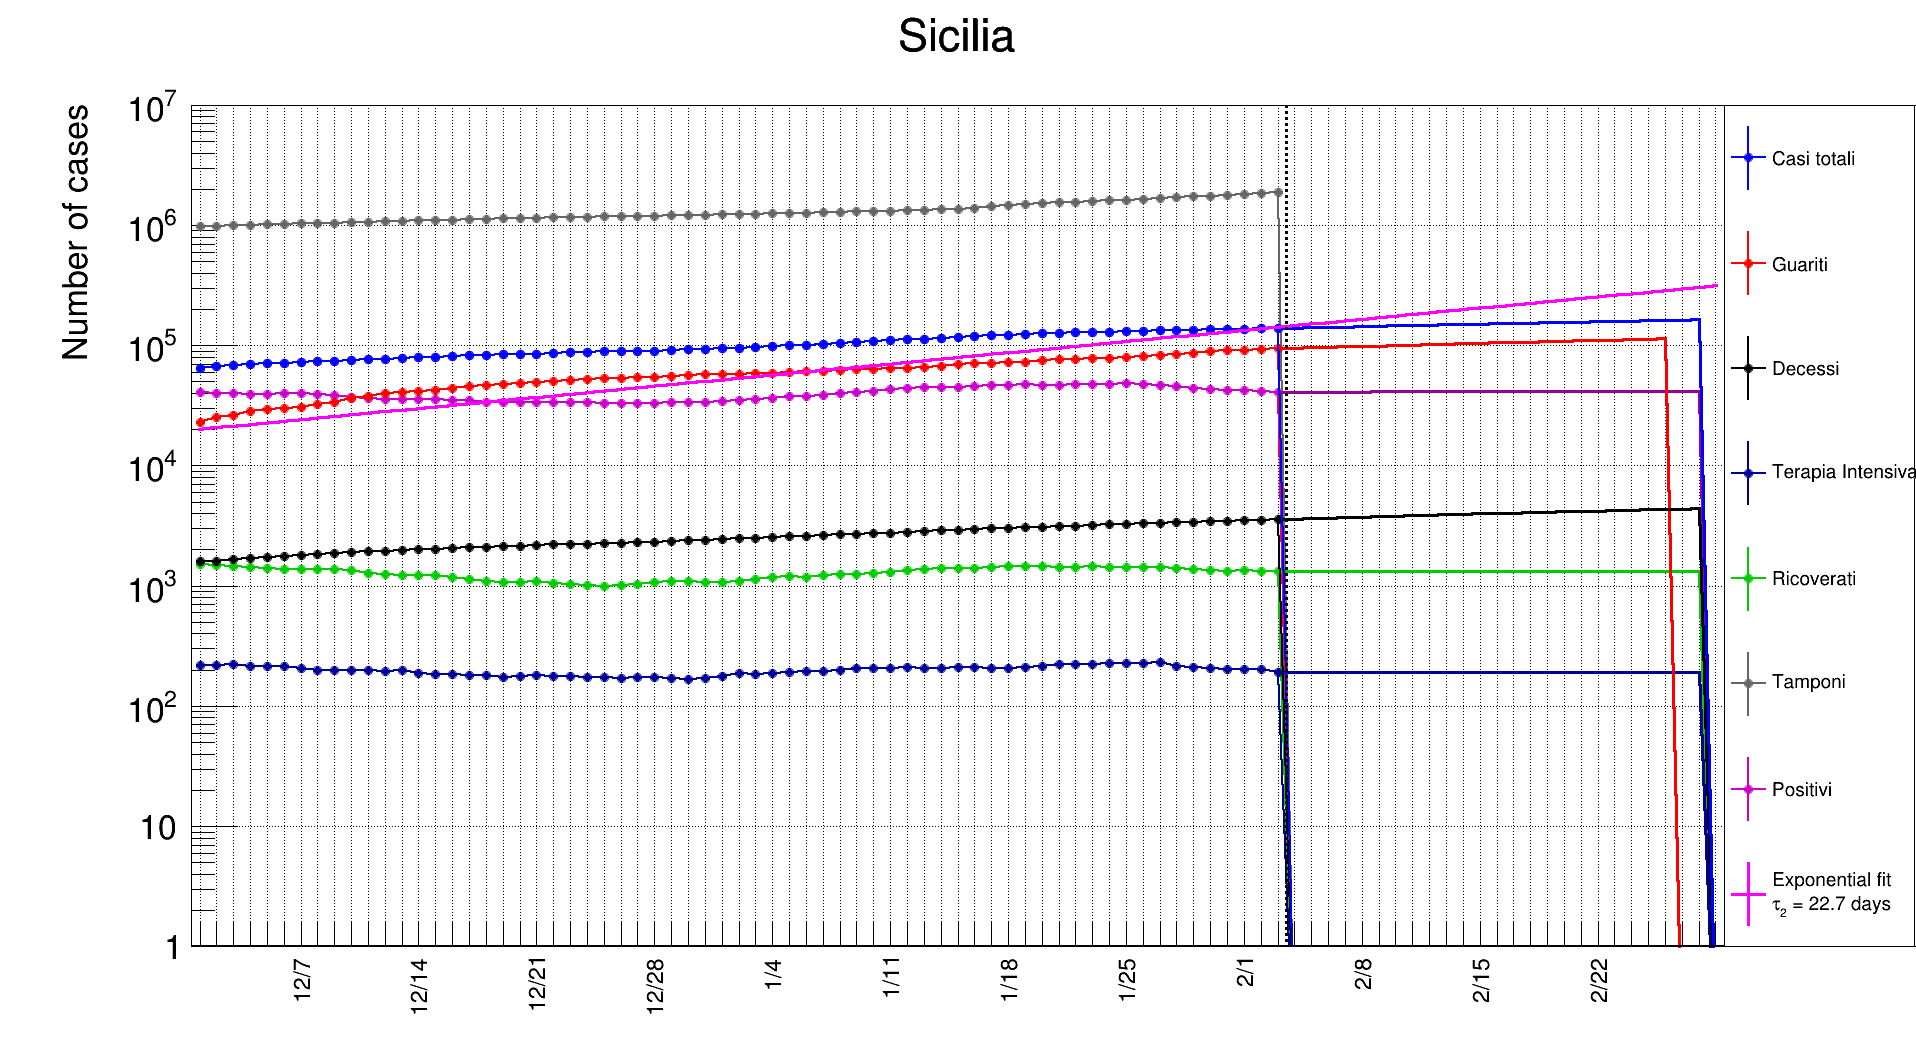 Sicilia
Number of cases
10^7
10^6
10^5
10^4
10^3
10^2
10
1
12/7
12/14
12/21
12/28
1/4
1/11
1/18
1/25
2/1
2/8
2/15
2/22
Casi totali
Guariti
Decessi
Terapia Intensiva
Ricoverati
Tamponi
Positivi
Exponential fit
τ₂ = 22.7 days